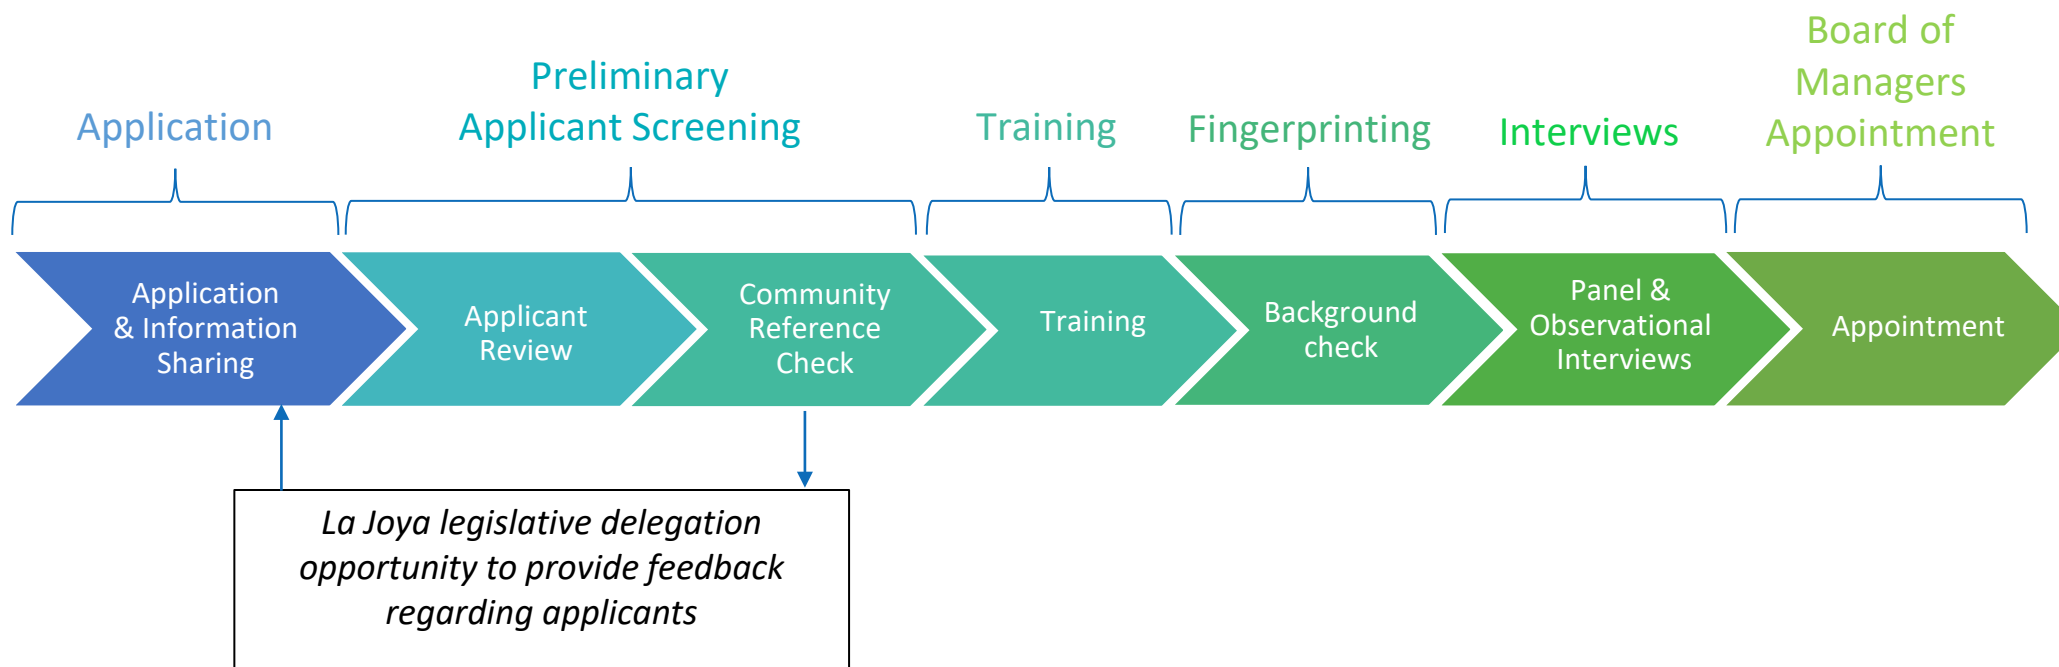 Application
Preliminary
Applicant Screening
Training
Fingerprinting
Interviews
Board of
Managers
Appointment
Application
& Information
Sharing
Applicant
Review
Community
Reference
Check
Training
Background
check
Panel &
Observational
Interviews
Appointment
La Joya legislative delegation
opportunity to provide feedback
regarding applicants